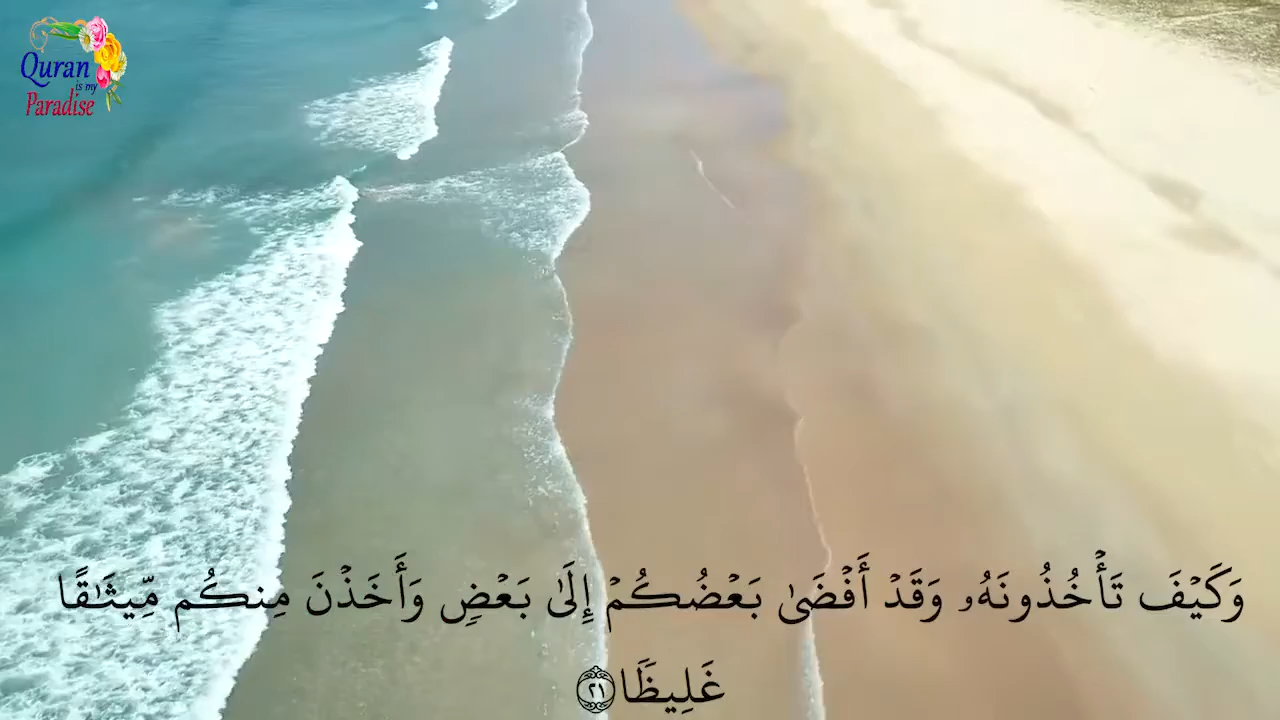 Quran
is my
Paradise
وَكَيْفَ تَأْخُذُونَهُۥ وَقَدْ أَفْضَىٰ بَعْضُكُمْ إِلَىٰ بَعْضٍ وَأَخَذْنَ مِنكُم مِّيثَـٰقًا
غَلِيظًا ٢١